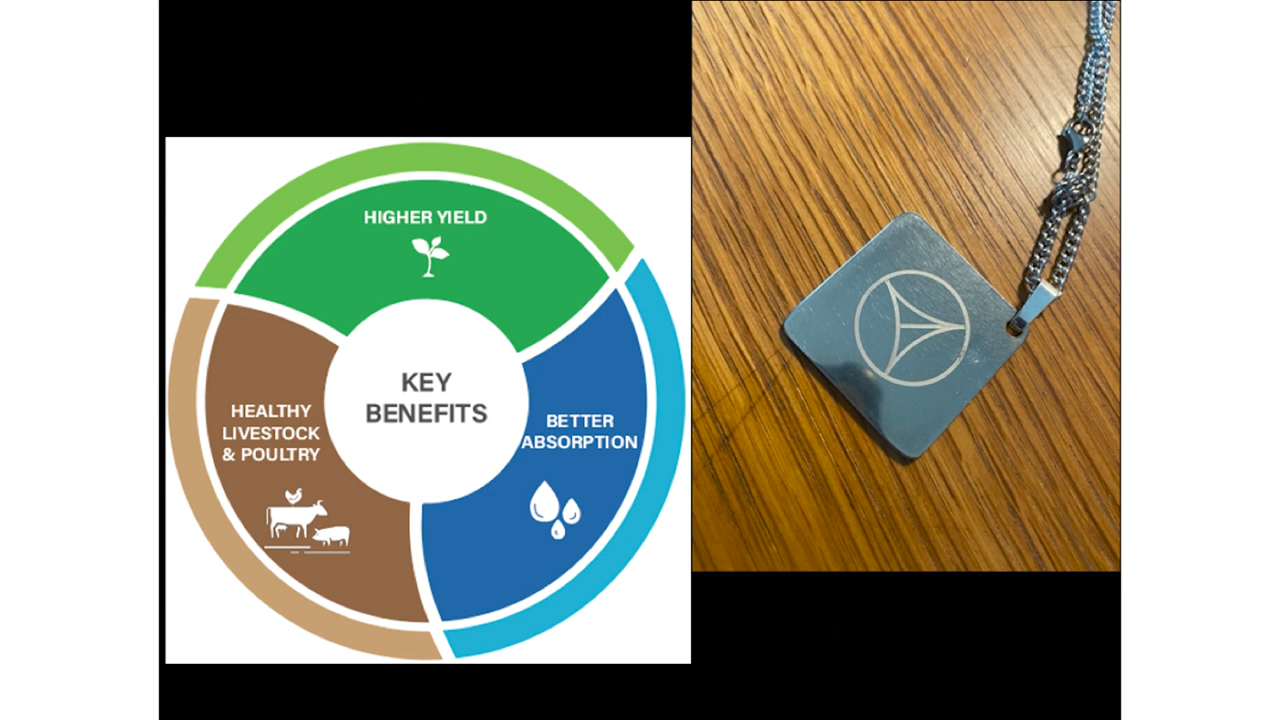 HIGHER YIELD
KEY
BENEFITS
HEALTHY
LIVESTOCK
& POULTRY
BETTER
ABSORPTION